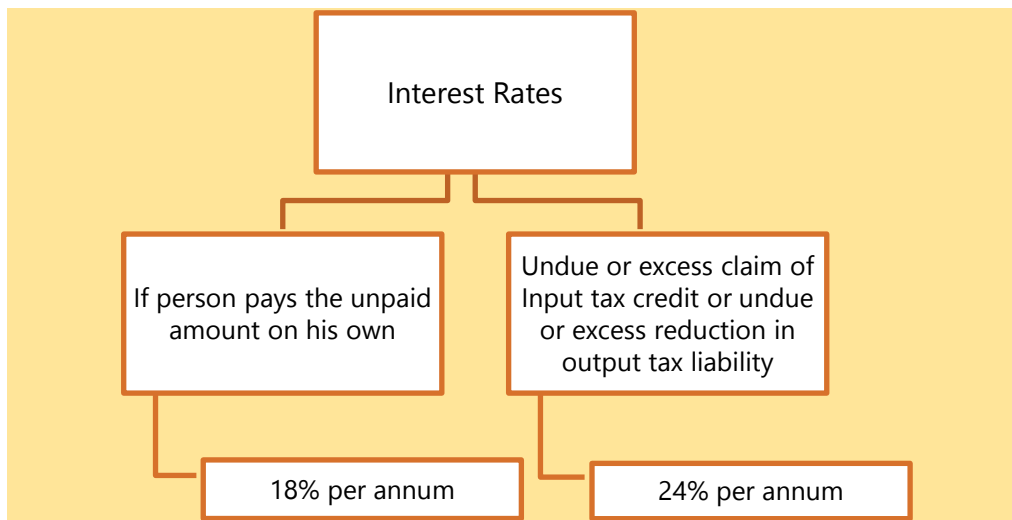 Interest Rates
If person pays the unpaid
amount on his own
Undue or excess claim of
Input tax credit or undue
or excess reduction in
output tax liability
18% per annum
24% per annum